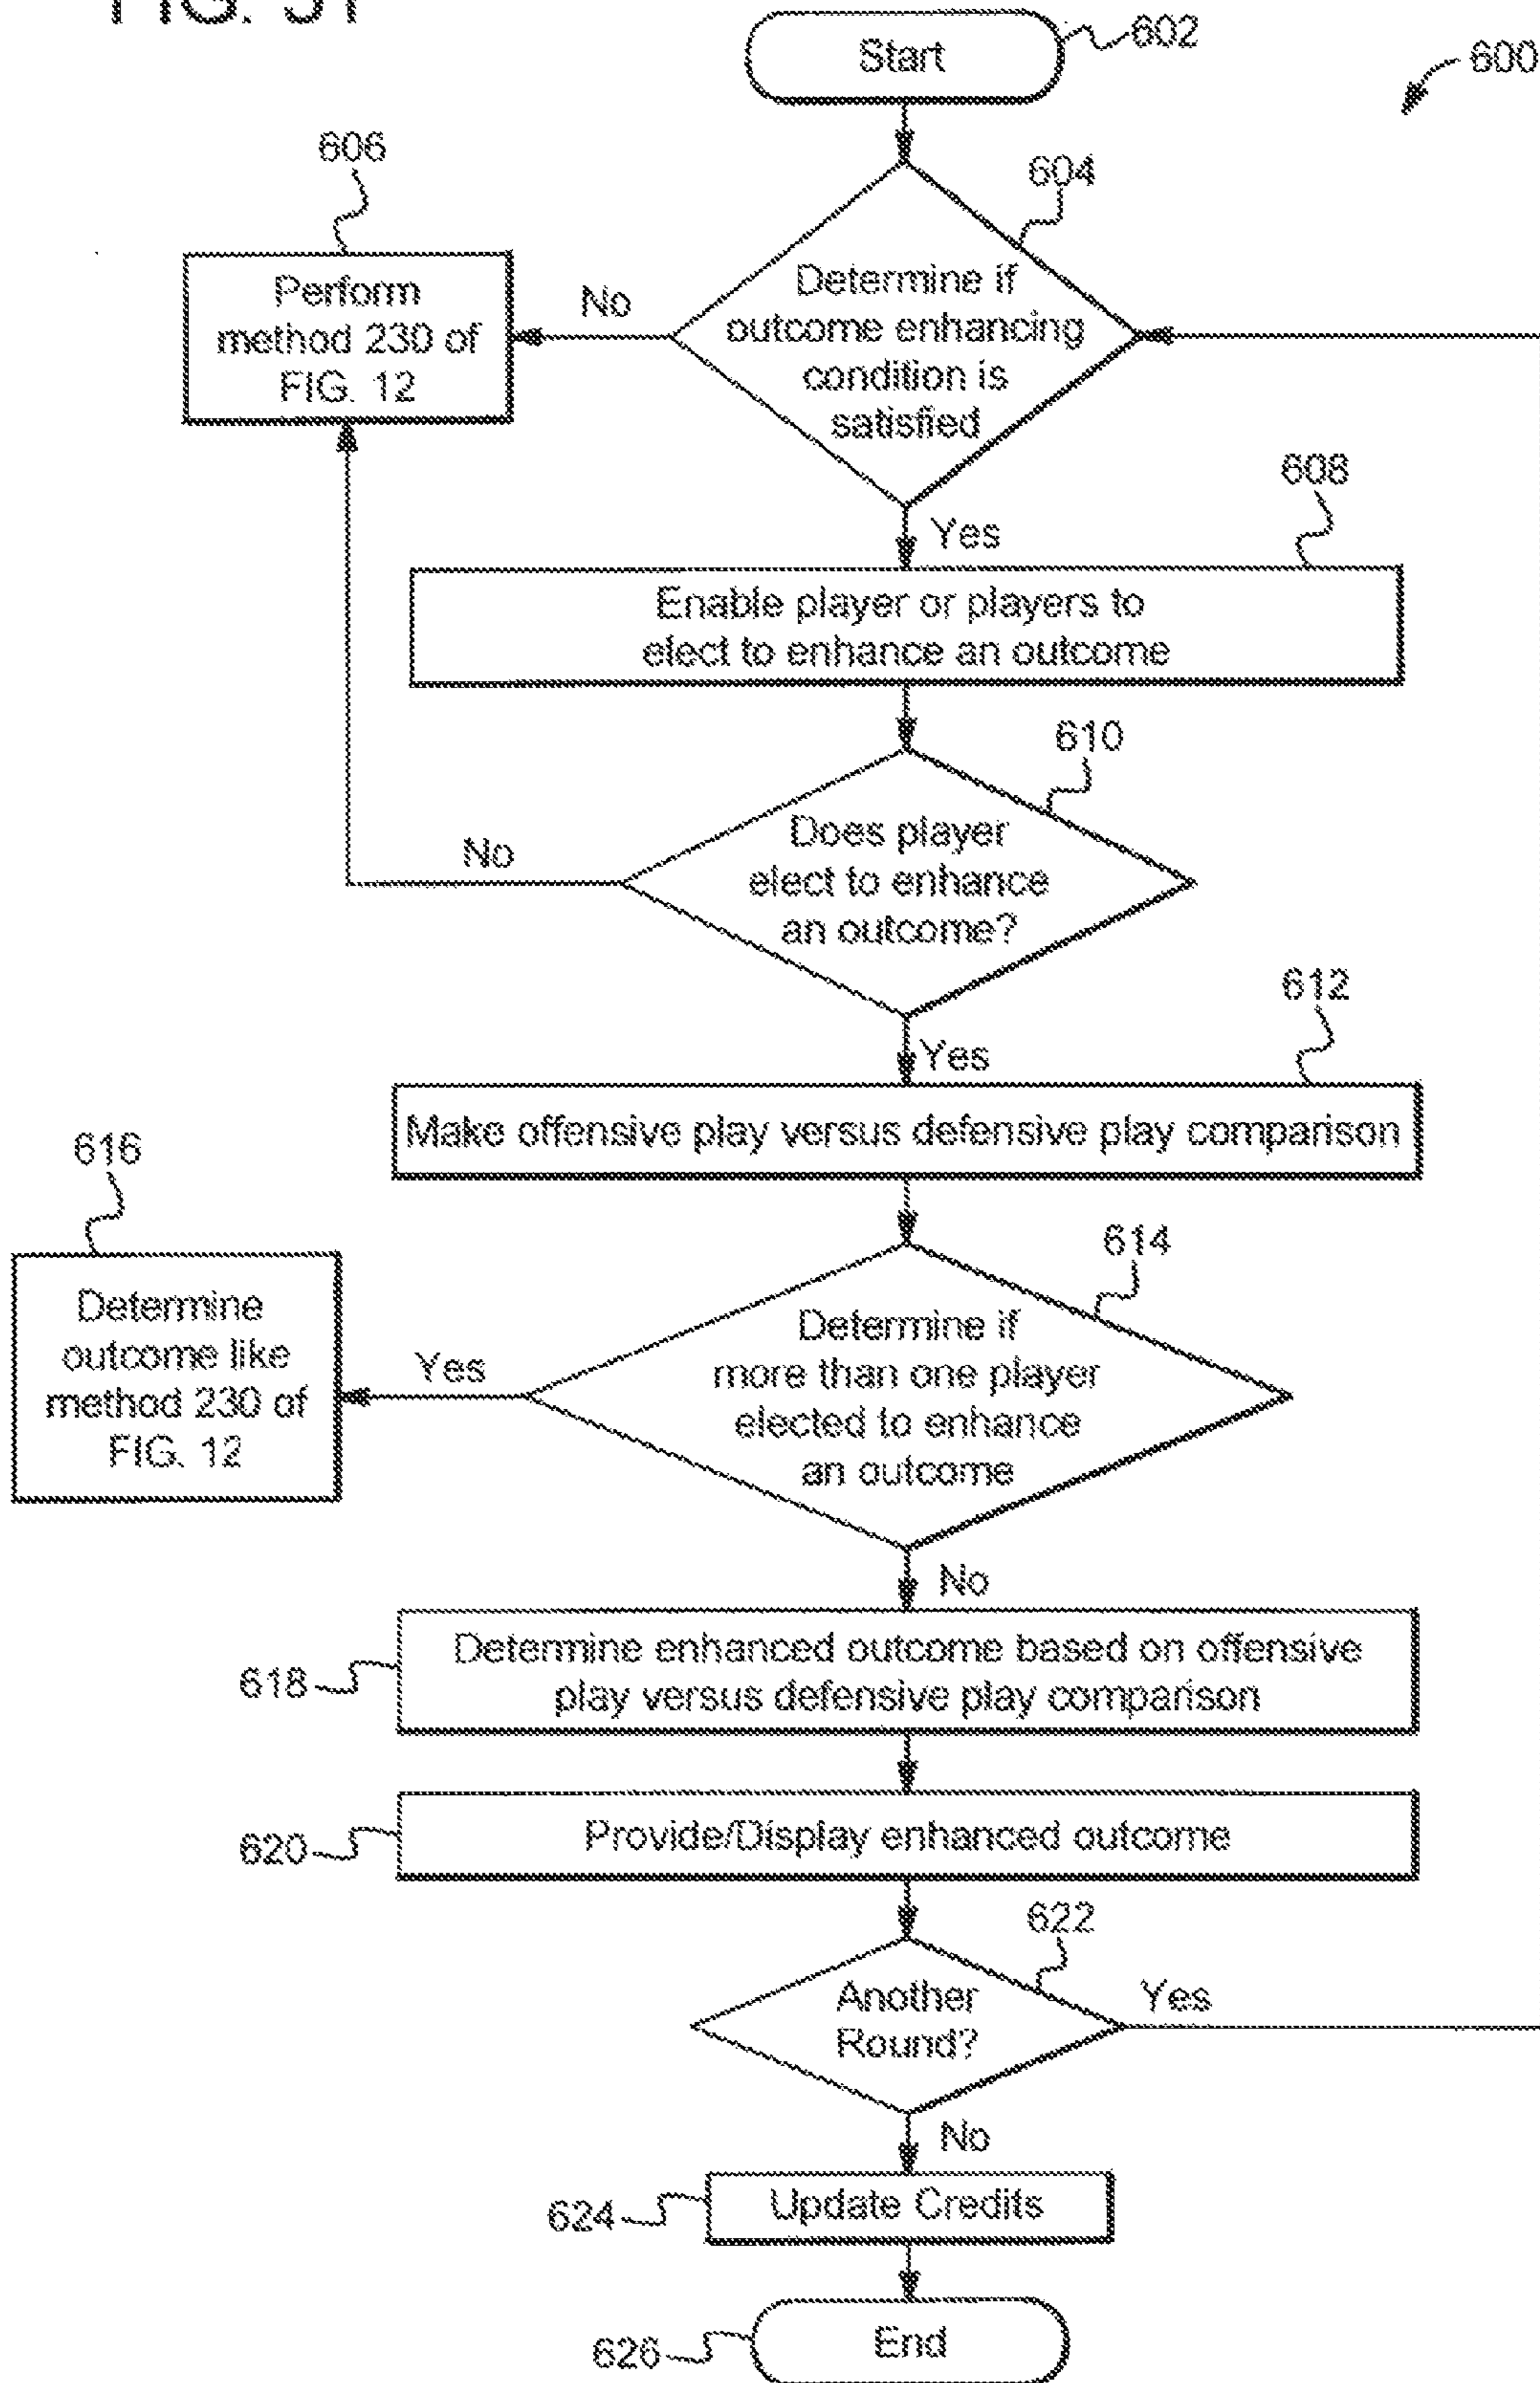 FIG. 31
Start
602
600
604
606
Determine if
outcome enhancing
condition is
satisfied
No
Perform
method 230 of
FIG. 12
608
Yes
Enable player or players to
elect to enhance an outcome
610
Does player
elect to enhance
an outcome?
No
612
Yes
Make offensive play versus defensive play comparison
616
614
Determine
outcome like
method 230 of
FIG. 12
Yes
Determine if
more than one player
elected to enhance
an outcome
No
618
Determine enhanced outcome based on offensive
play versus defensive play comparison
620
Provide/Display enhanced outcome
622
Another
Round?
Yes
No
624
Update Credits
626
End